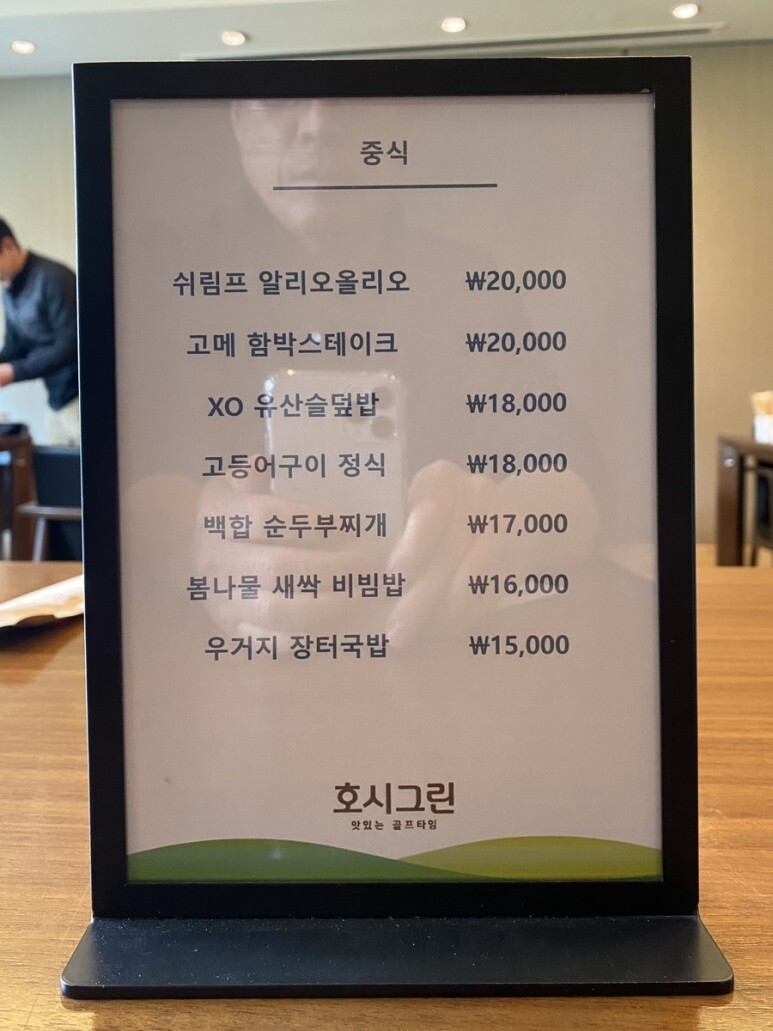 중식
쉬림프 알리오올리오 ₩20,000
고메 함박스테이크 ₩20,000
XO 유산슬덮밥 ₩18,000
고등어구이 정식 ₩18,000
백합 순두부찌개 ₩17,000
봄나물 새싹 비빔밥 ₩16,000
우거지 장터국밥 ₩15,000
호시그린
맛있는 골프타임